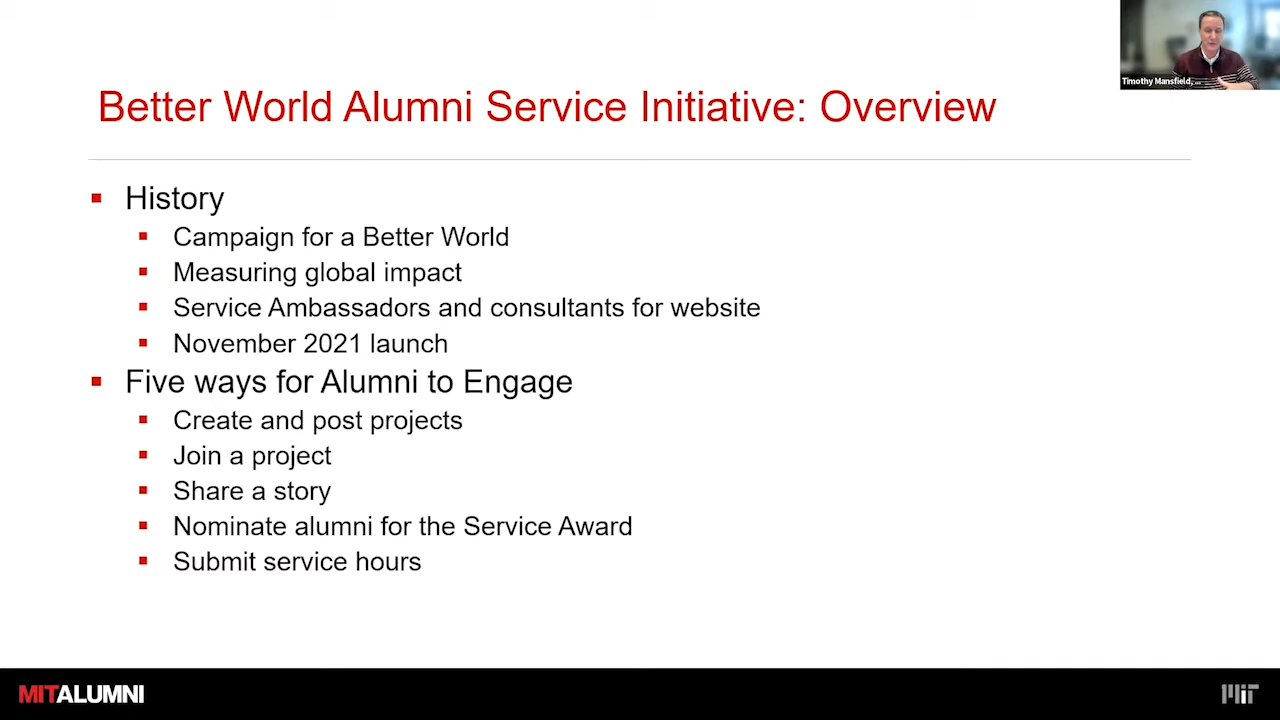 Timothy Mansfield, ...
Better World Alumni Service Initiative: Overview
History
Campaign for a Better World
Measuring global impact
Service Ambassadors and consultants for website
November 2021 launch
Five ways for Alumni to Engage
Create and post projects
Join a project
Share a story
Nominate alumni for the Service Award
Submit service hours
MITALUMNI
MIT